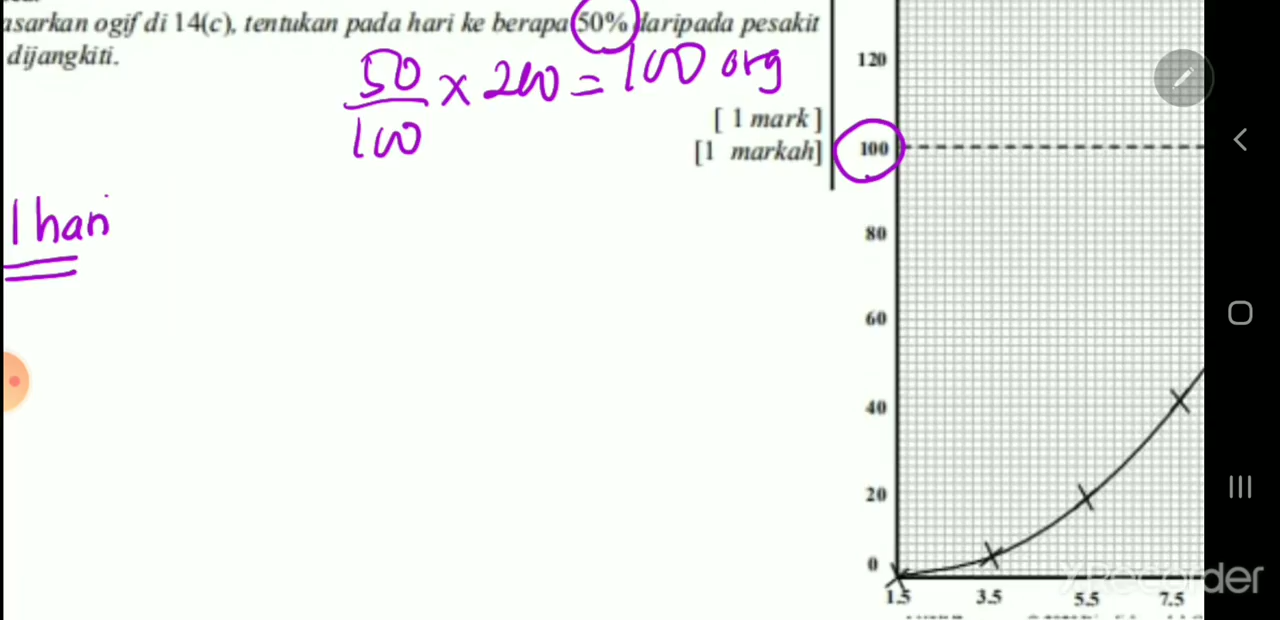 asarkan ogif di 14(c), tentukan pada hari ke berapa 50% daripada pesakit
dijangkiti.
50/100 × 200 = 100 org
[ 1 mark ]
[1 markah]
1 hari
120
100
80
60
40
20
0
1.5 3.5 5.5 7.5
XRecorder